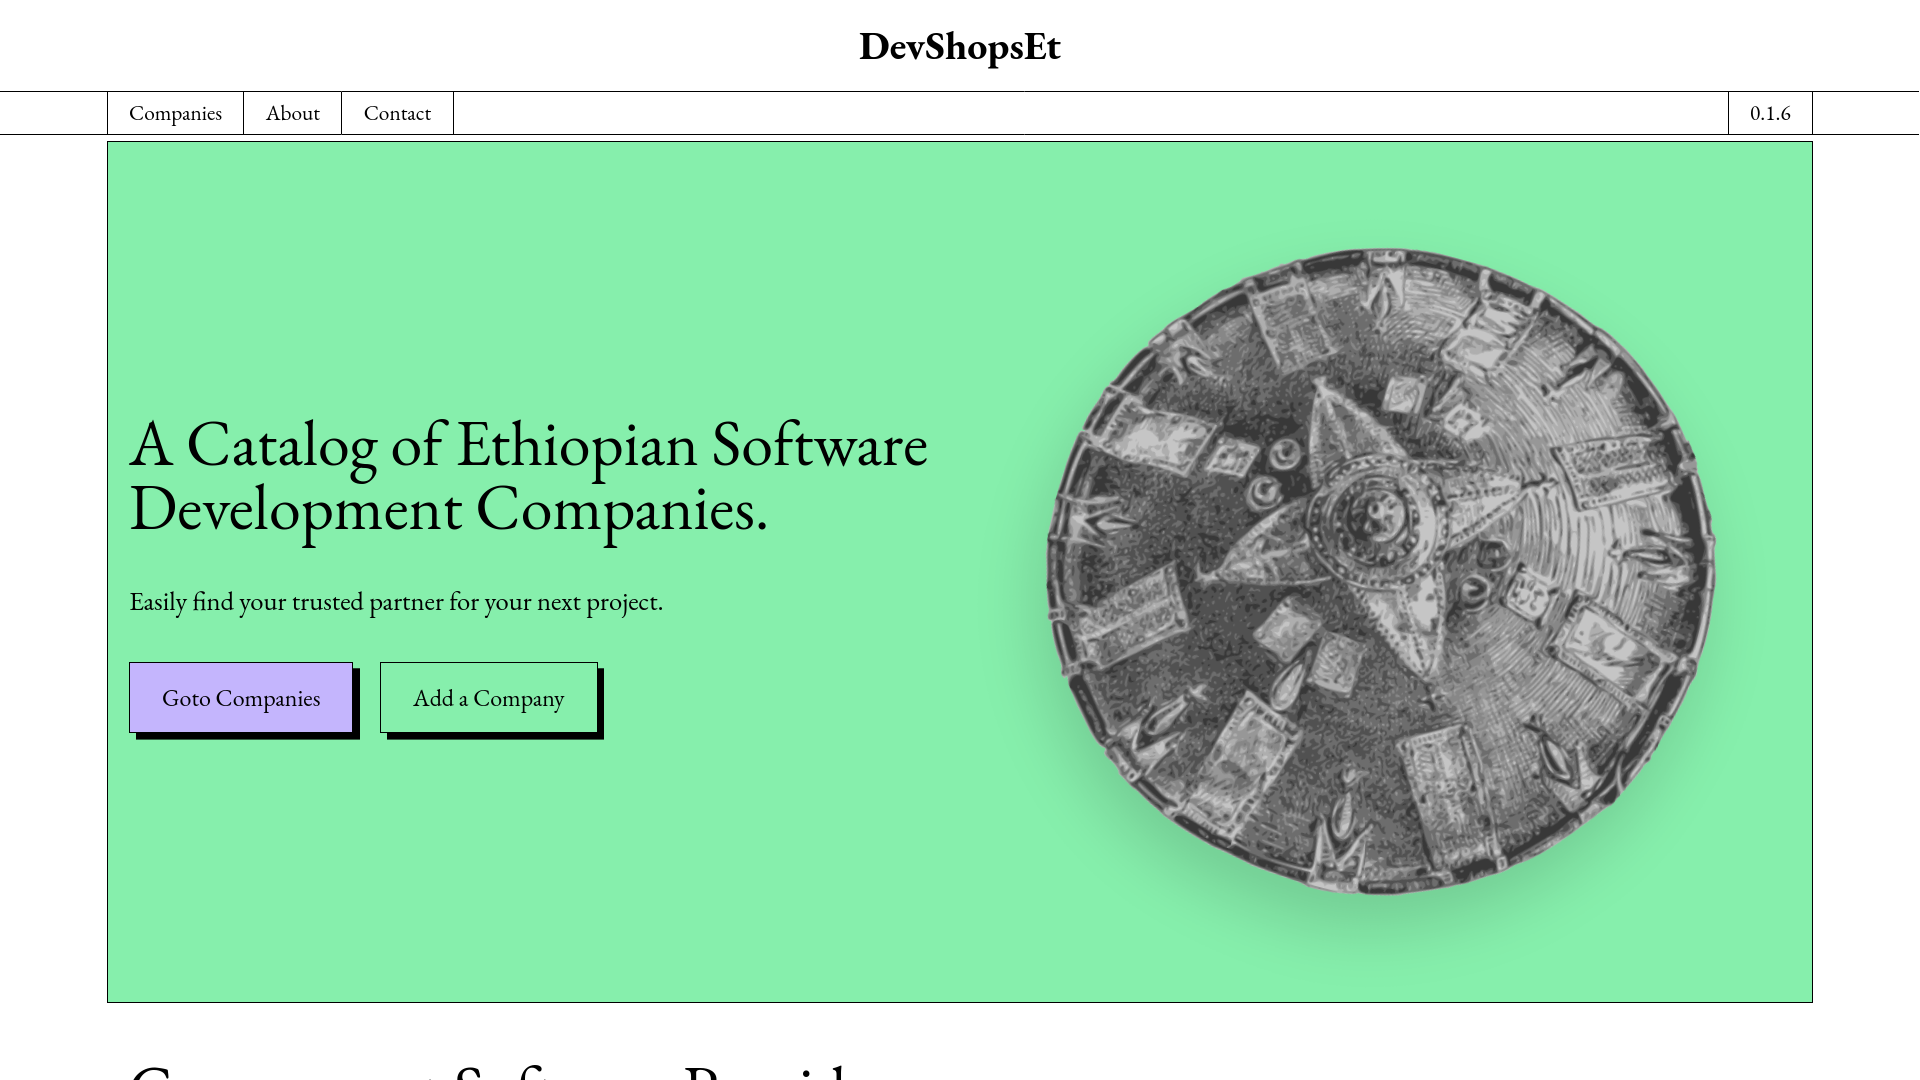 DevShopsEt
Companies
About
Contact
0.1.6
A Catalog of Ethiopian Software
Development Companies.
Easily find your trusted partner for your next project.
Goto Companies
Add a Company